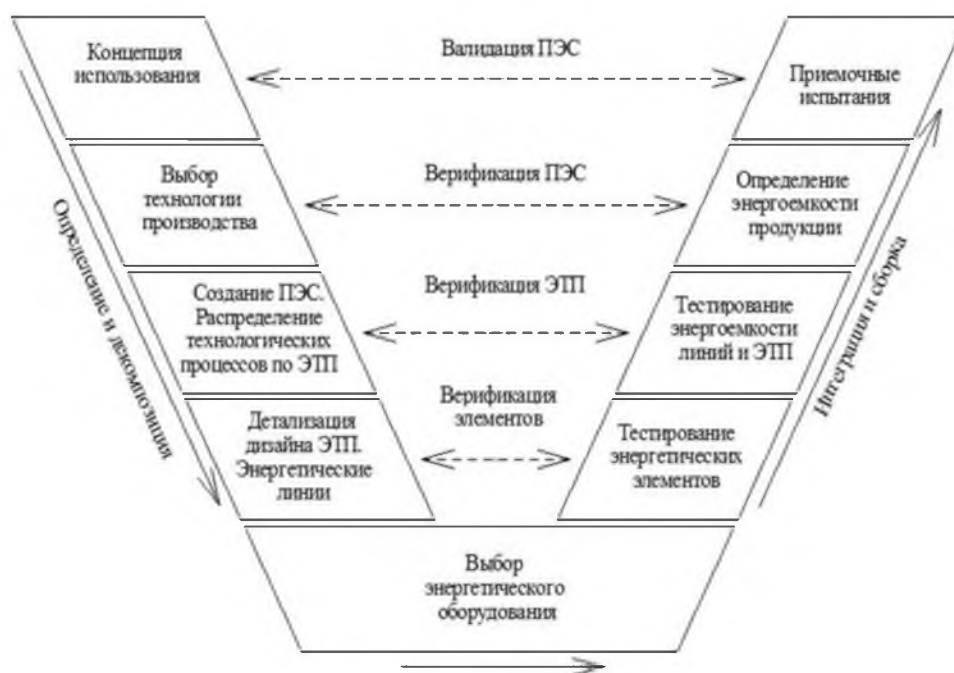 Концепция
использования
Валидация ПЭС
Приемочные
испытания
Выбор
технологии
производства
Верификация ПЭС
Определение
энергоемкости
продукции
Создание ПЭС.
Распределение
технологических
процессов по ЭТП
Верификация ЭТП
Тестирование
энергоемкости
линий и ЭТП
Детализация
дизайна ЭТП.
Энергетические
линии
Верификация
элементов
Тестирование
энергетических
элементов
Выбор
энергетического
оборудования
Определение и декомпозиция
Интеграция и сборка